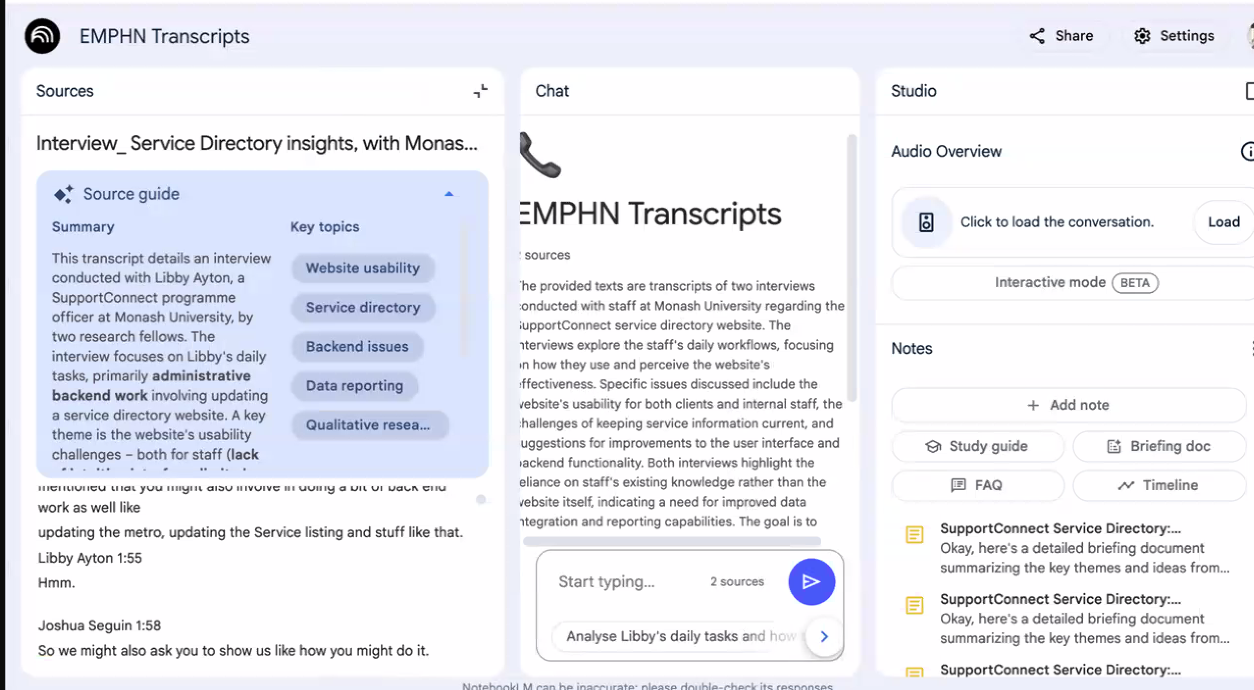 EMPHN Transcripts
Share
Settings
Sources
Interview_ Service Directory insights, with Monas...
Source guide
Summary
This transcript details an interview
conducted with Libby Ayton, a
SupportConnect programme
officer at Monash University, by
two research fellows. The
interview focuses on Libby's daily
tasks, primarily administrative
backend work involving updating
a service directory website. A key
theme is the website's usability
challenges – both for staff (lack
Key topics
Website usability
Service directory
Backend issues
Data reporting
Qualitative resea...
mentioned that you might also involve in doing a bit of back end
work as well like
updating the metro, updating the Service listing and stuff like that.
Libby Ayton 1:55
Hmm.
Joshua Seguin 1:58
So we might also ask you to show us like how you might do it.
Chat
EMPHN Transcripts
sources
The provided texts are transcripts of two interviews
conducted with staff at Monash University regarding the
SupportConnect service directory website. The
interviews explore the staff's daily workflows, focusing
on how they use and perceive the website's
effectiveness. Specific issues discussed include the
website's usability for both clients and internal staff, the
challenges of keeping service information current, and
suggestions for improvements to the user interface and
backend functionality. Both interviews highlight the
reliance on staff's existing knowledge rather than the
website itself, indicating a need for improved data
integration and reporting capabilities. The goal is to
Start typing...
2 sources
Analyse Libby's daily tasks and how
Studio
Audio Overview
Click to load the conversation.
Load
Interactive mode BETA
Notes
+ Add note
Study guide
Briefing doc
FAQ
Timeline
SupportConnect Service Directory:...
Okay, here's a detailed briefing document
summarizing the key themes and ideas from...
SupportConnect Service Directory:...
Okay, here's a detailed briefing document
summarizing the key themes and ideas from...
SupportConnect Service Directory:...
NotebookLM can be inaccurate; please double-check its responses.